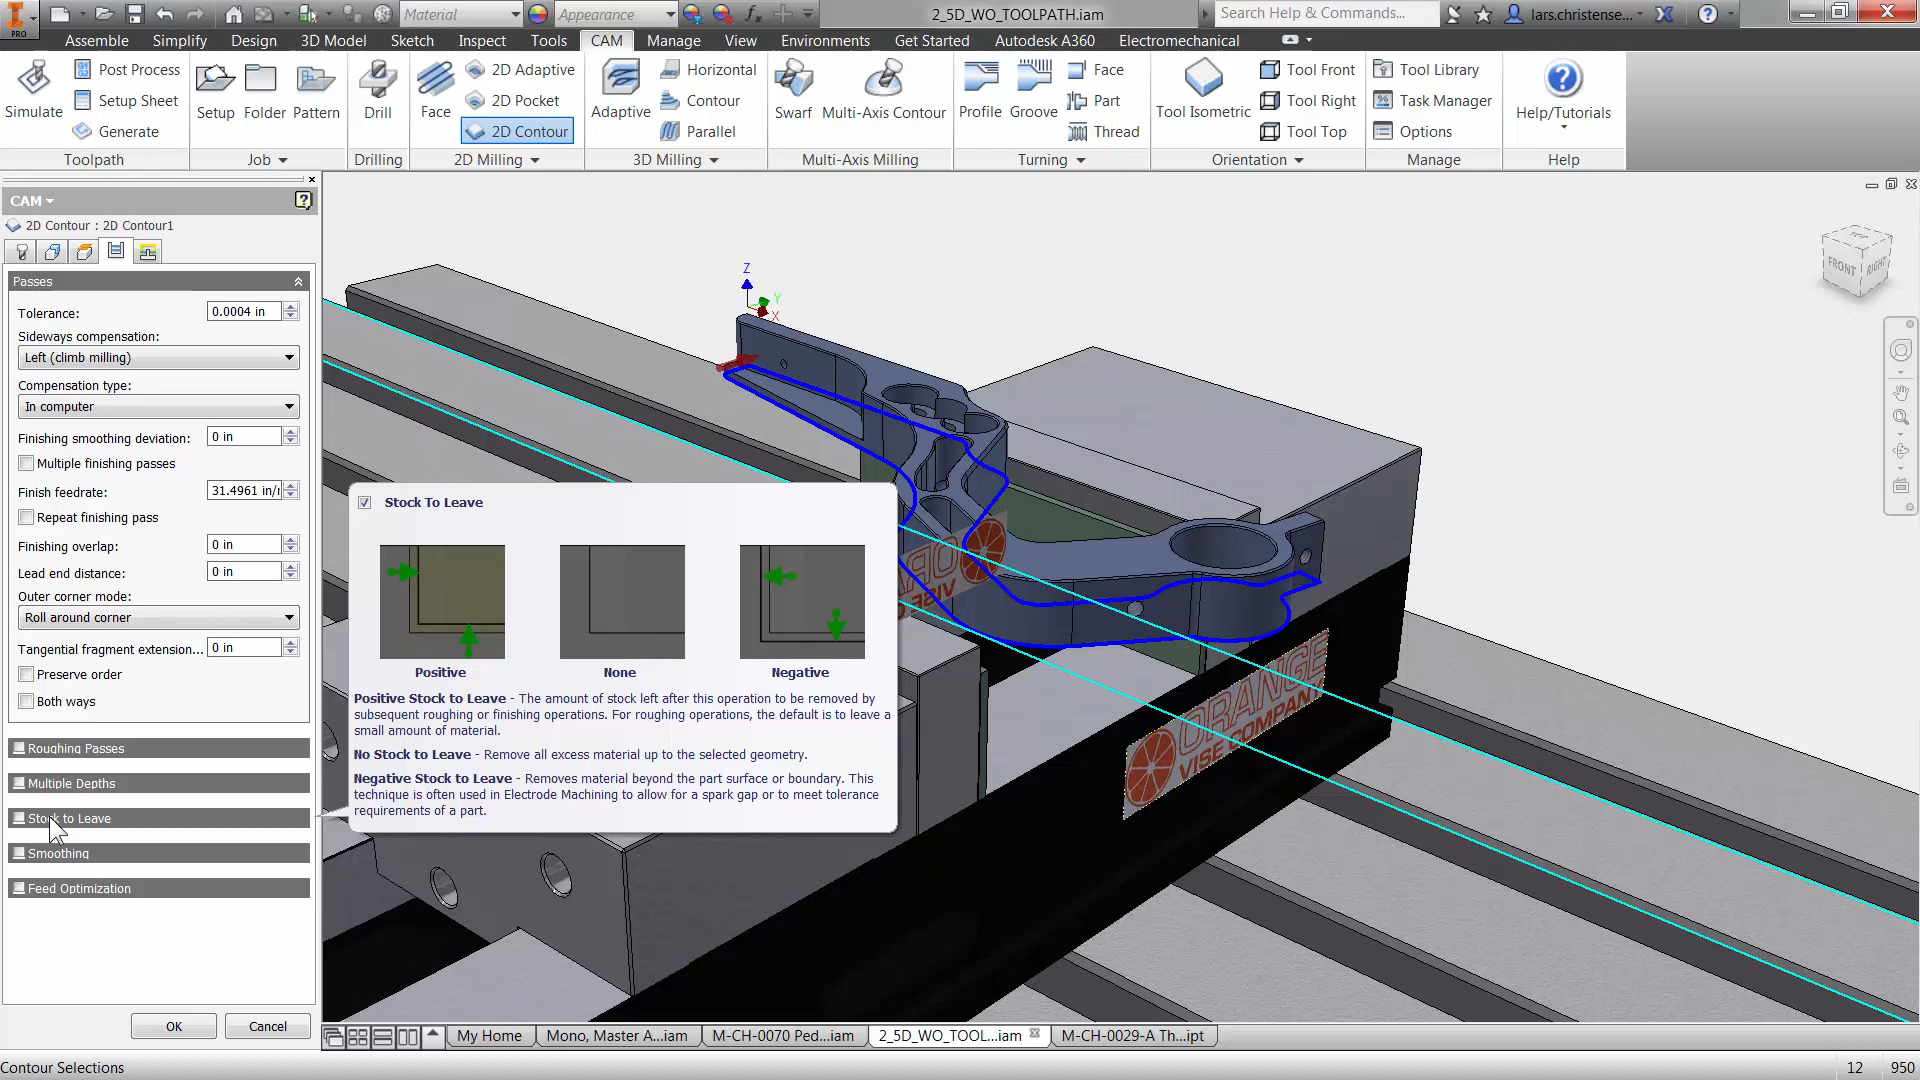 PRO
Material
Appearance
2_5D_WO_TOOLPATH.iam
Search Help & Commands...
lars.christense...
Assemble Simplify Design 3D Model Sketch Inspect Tools CAM Manage View Environments Get Started Autodesk A360 Electromechanical
Simulate
Post Process
Setup Sheet
Generate
Toolpath
Setup Folder Pattern
Job
Drill
Drilling
Face
2D Adaptive
2D Pocket
2D Contour
2D Milling
Adaptive
Horizontal
Contour
Parallel
3D Milling
Swarf Multi-Axis Contour
Multi-Axis Milling
Profile Groove
Face
Part
Thread
Turning
Tool Isometric
Tool Front
Tool Right
Tool Top
Orientation
Tool Library
Task Manager
Options
Manage
Help/Tutorials
Help
CAM
2D Contour : 2D Contour1
Passes
Tolerance: 0.0004 in
Sideways compensation:
Left (climb milling)
Compensation type:
In computer
Finishing smoothing deviation: 0 in
Multiple finishing passes
Finish feedrate: 31.4961 in/
Repeat finishing pass
Finishing overlap: 0 in
Lead end distance: 0 in
Outer corner mode:
Roll around corner
Tangential fragment extension... 0 in
Preserve order
Both ways
Roughing Passes
Multiple Depths
Stock to Leave
Smoothing
Feed Optimization
OK Cancel
Stock To Leave
Positive None Negative
Positive Stock to Leave - The amount of stock left after this operation to be removed by
subsequent roughing or finishing operations. For roughing operations, the default is to leave a
small amount of material.
No Stock to Leave - Remove all excess material up to the selected geometry.
Negative Stock to Leave - Removes material beyond the part surface or boundary. This
technique is often used in Electrode Machining to allow for a spark gap or to meet tolerance
requirements of a part.
Z
Y
X
TOP
FRONT
RIGHT
ORANGE
VISE COMPANY
My Home Mono, Master A...iam M-CH-0070 Ped...iam 2_5D_WO_TOOL...iam M-CH-0029-A Th...ipt
Contour Selections
12 950